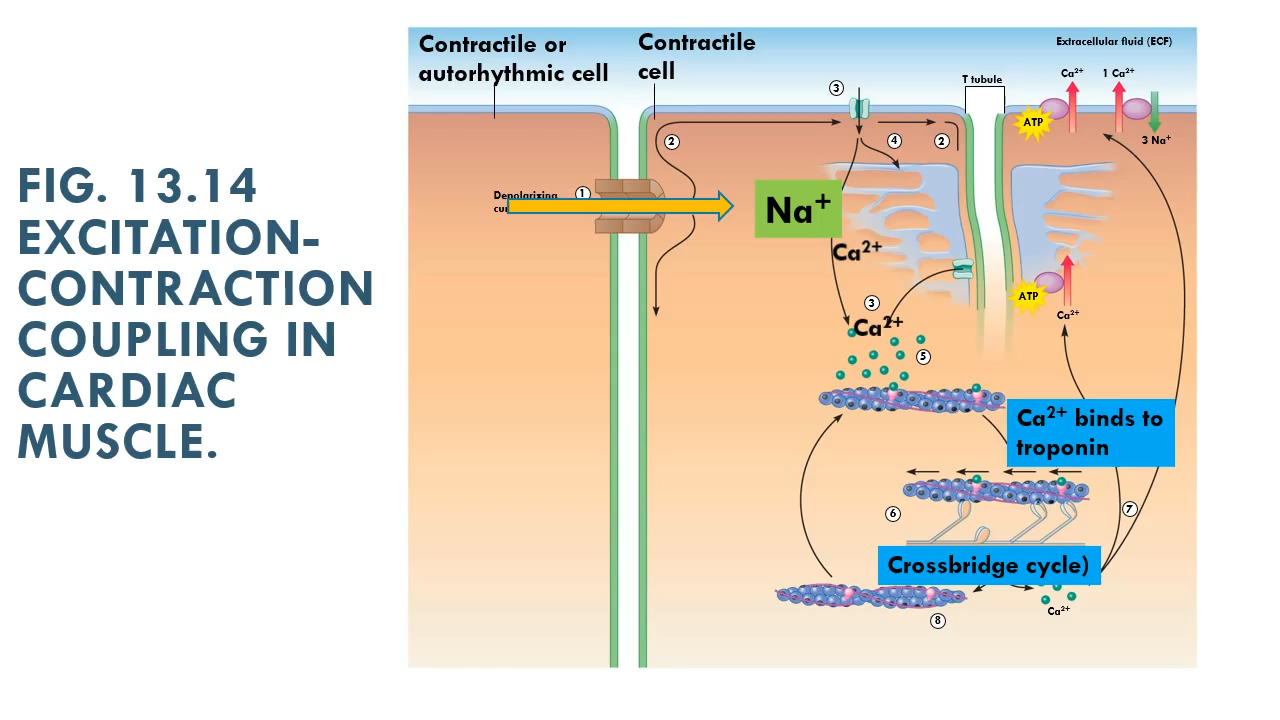 FIG. 13.14
EXCITATION-
CONTRACTION
COUPLING IN
CARDIAC
MUSCLE.
Contractile or
autorhythmic cell
Contractile
cell
Extracellular fluid (ECF)
T tubule
Ca²⁺
1 Ca²⁺
3
ATP
3 Na⁺
2
4
2
Depolarizing
1
Na⁺
Ca²⁺
3
Ca²⁺
ATP
Ca²⁺
5
Ca²⁺ binds to
troponin
6
7
Crossbridge cycle)
Ca²⁺
8